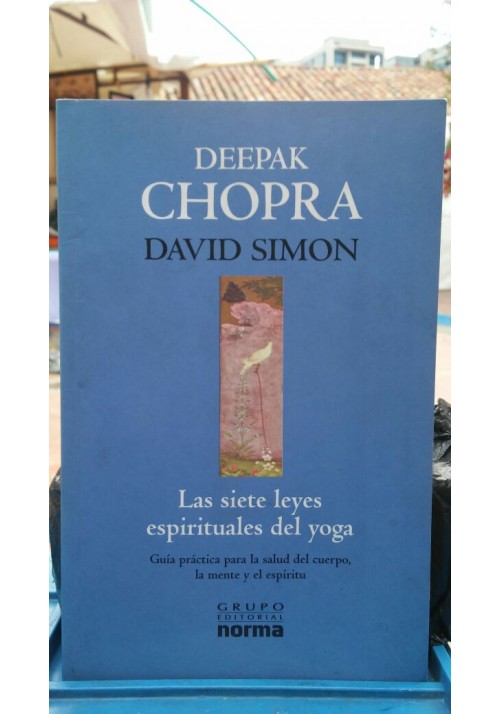 DEEPAK
CHOPRA
DAVID SIMON
Las siete leyes
espirituales del yoga
Guía práctica para la salud del cuerpo,
la mente y el espíritu
GRUPO
EDITORIAL
norma